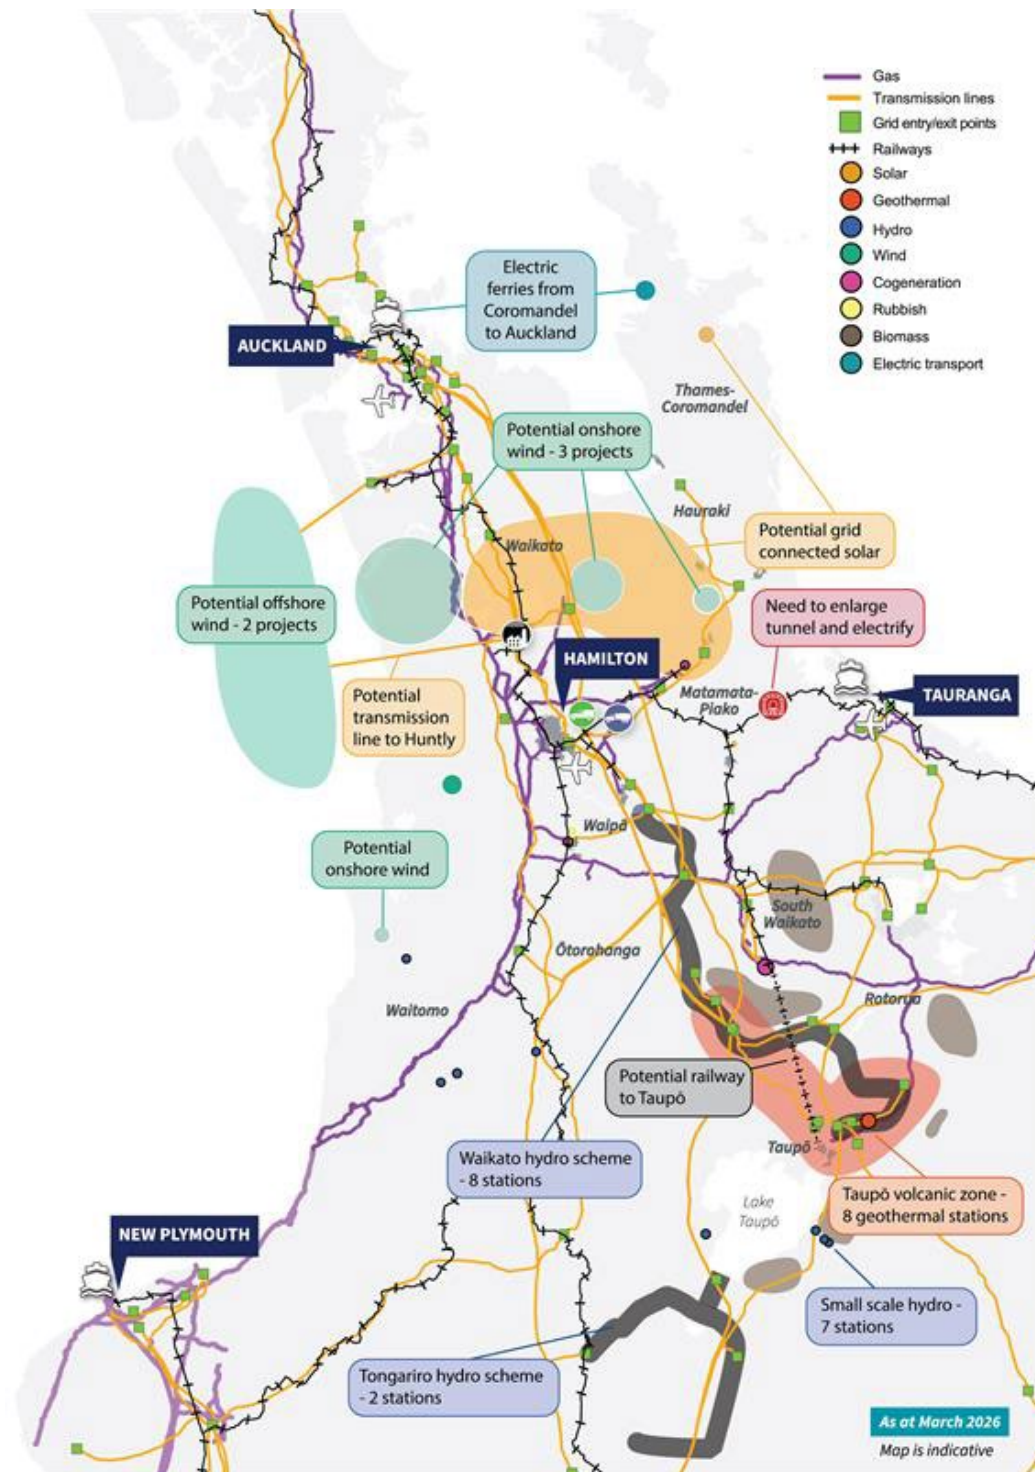 Gas
Transmission lines
Grid entry/exit points
Railways
Solar
Geothermal
Hydro
Wind
Cogeneration
Rubbish
Biomass
Electric transport
Electric
ferries from
Coromandel
to Auckland
AUCKLAND
Thames-
Coromandel
Potential onshore
wind - 3 projects
Hauraki
Waikato
Potential grid
connected solar
Potential offshore
wind - 2 projects
Need to enlarge
tunnel and electrify
HAMILTON
Potential
transmission
line to Huntly
Matamata-
Piako
TAURANGA
Waipā
Potential
onshore wind
South
Waikato
Ōtorohanga
Waitomo
Rotorua
Potential railway
to Taupō
Taupō
Waikato hydro scheme
- 8 stations
Lake
Taupō
Taupō volcanic zone -
8 geothermal stations
NEW PLYMOUTH
Small scale hydro -
7 stations
Tongariro hydro scheme
- 2 stations
As at March 2026
Map is indicative